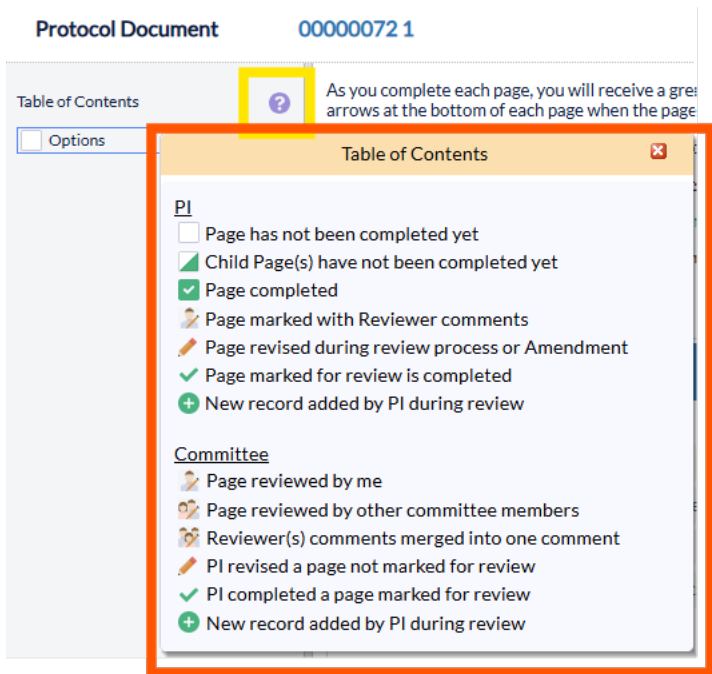 Protocol Document 00000072 1
Table of Contents
?
As you complete each page, you will receive a
arrows at the bottom of each page when the page
Options
Table of Contents
PI
Page has not been completed yet
Child Page(s) have not been completed yet
Page completed
Page marked with Reviewer comments
Page revised during review process or Amendment
Page marked for review is completed
New record added by PI during review
Committee
Page reviewed by me
Page reviewed by other committee members
Reviewer(s) comments merged into one comment
PI revised a page not marked for review
PI completed a page marked for review
New record added by PI during review